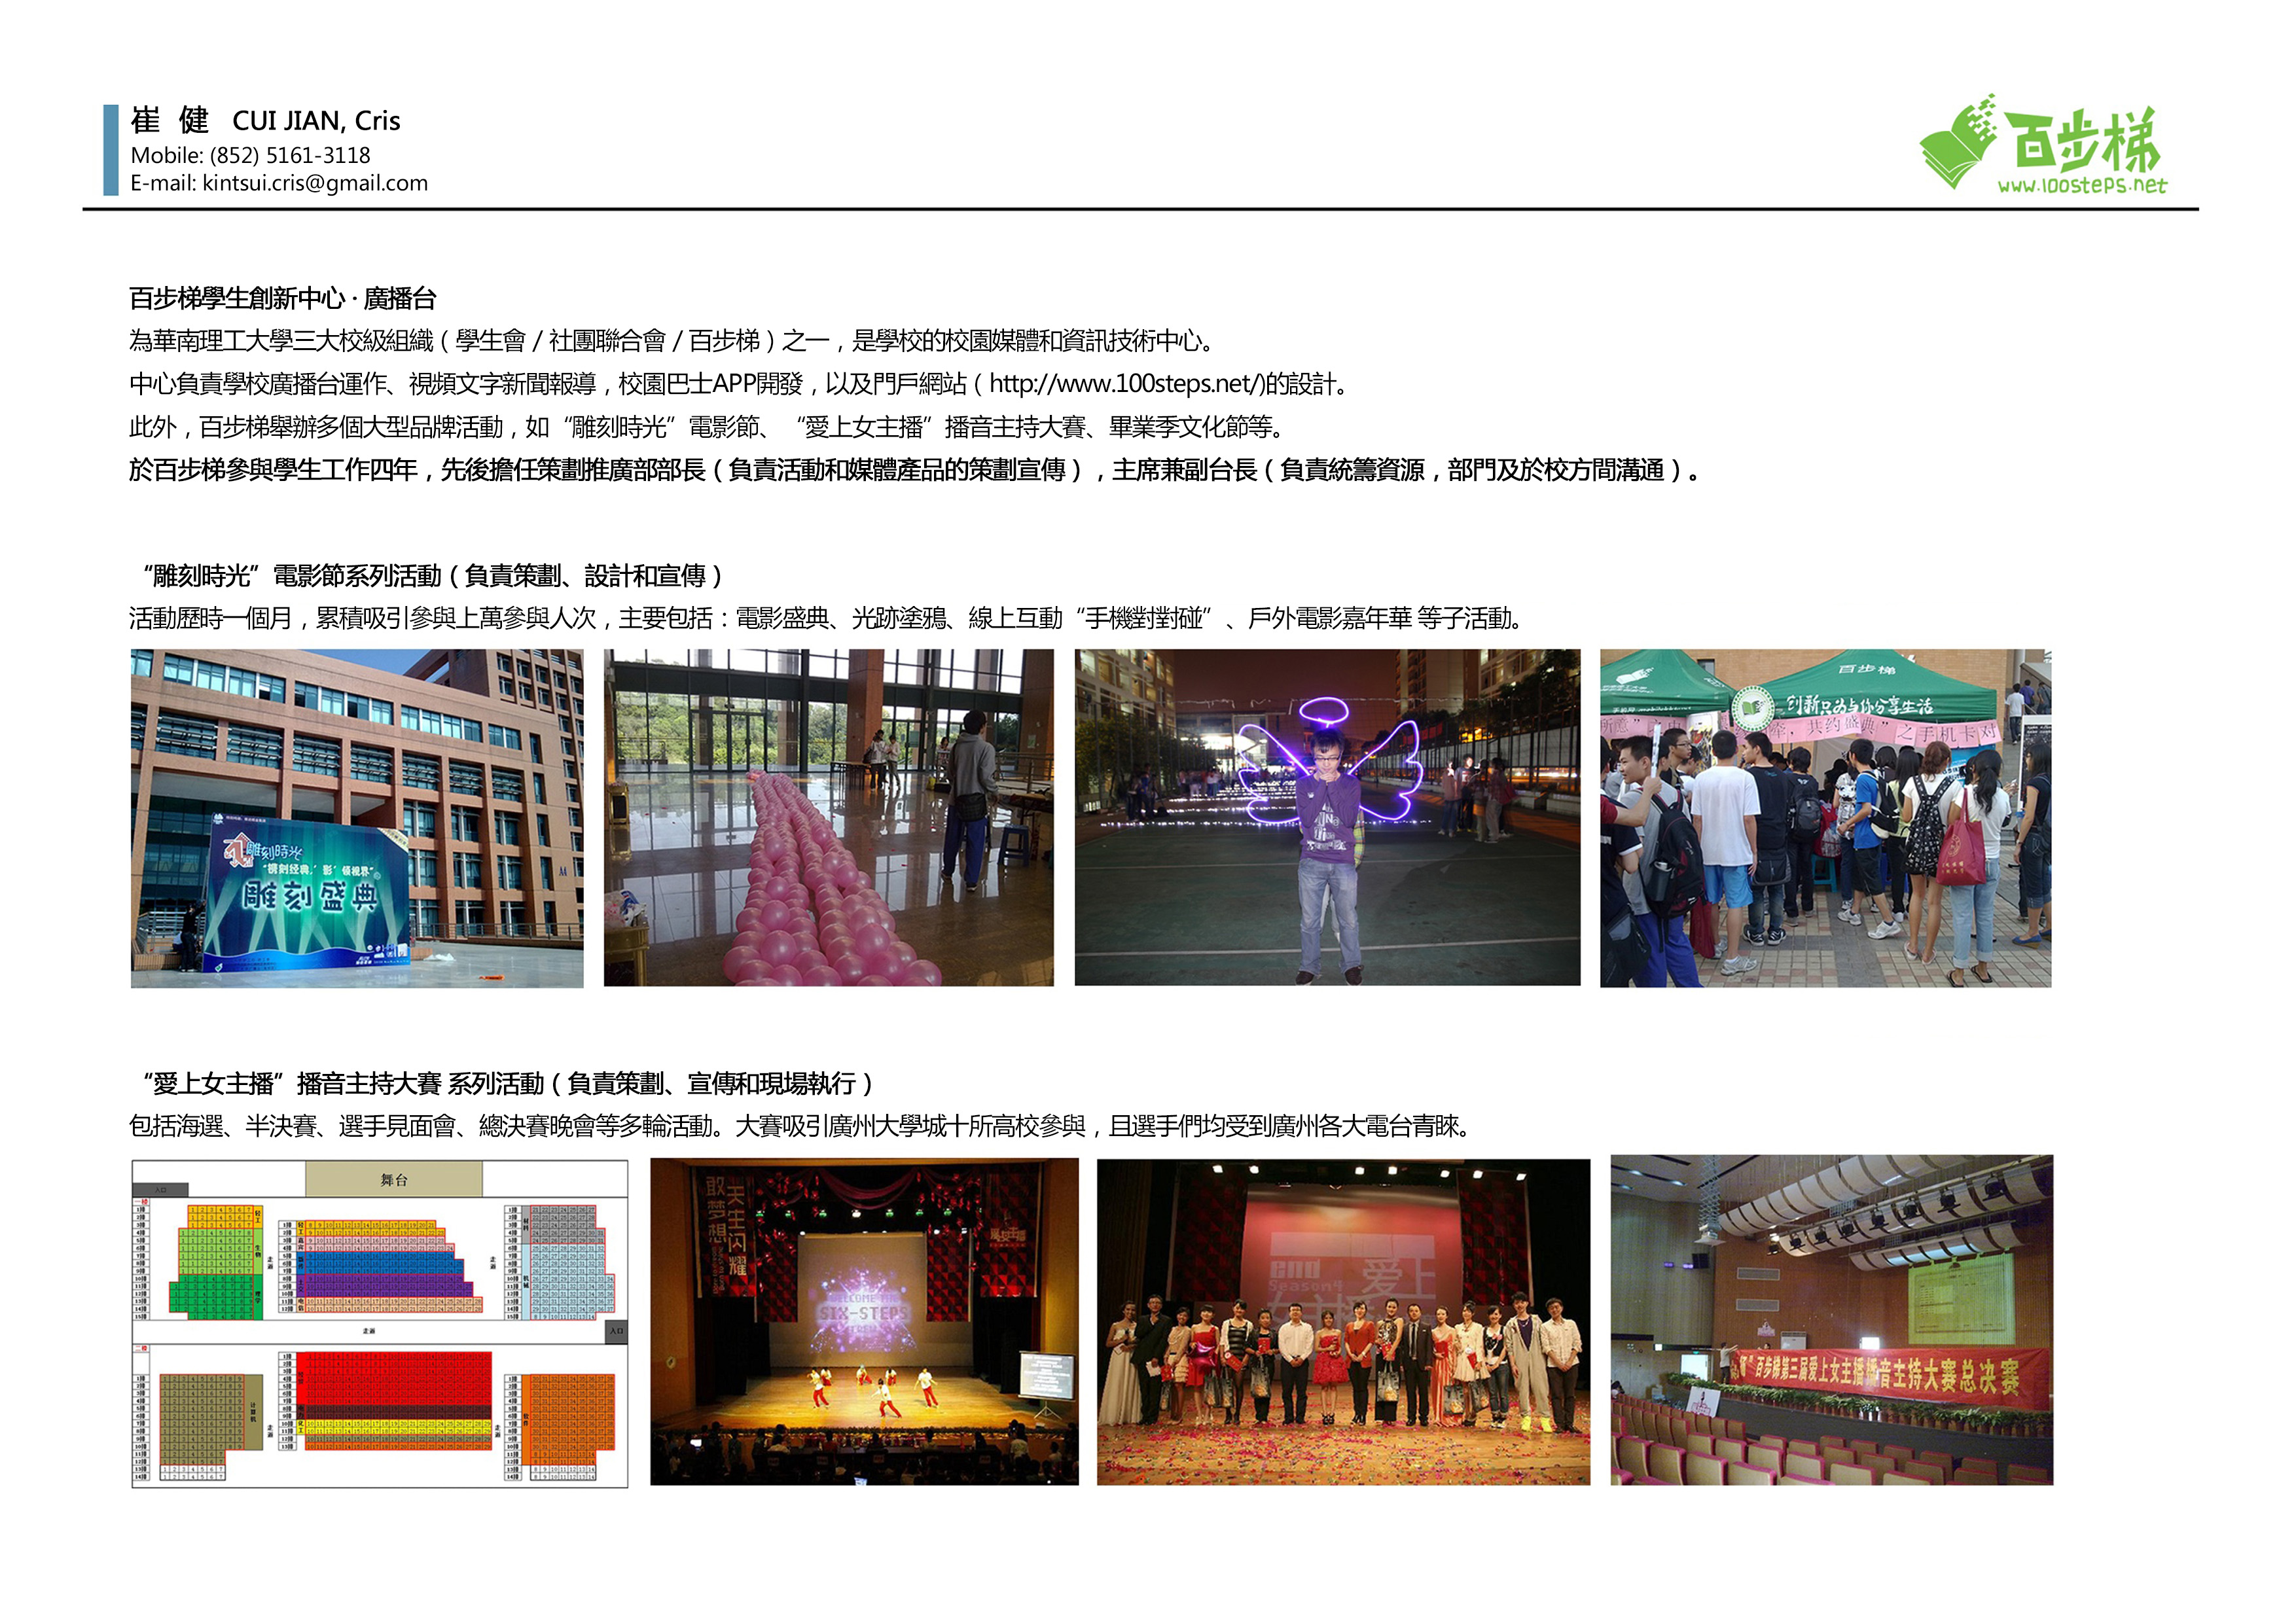 崔 健 CUI JIAN, Cris
Mobile: (852) 5161-3118
E-mail: kintsui.cris@gmail.com
百步梯
www.100steps.net
百步梯學生創新中心 · 廣播台
為華南理工大學三大校級組織（學生會 / 社團聯合會 / 百步梯）之一，是學校的校園媒體和資訊技術中心。
中心負責學校廣播台運作、視頻文字新聞報導，校園巴士APP開發，以及門戶網站（http://www.100steps.net/)的設計。
此外，百步梯舉辦多個大型品牌活動，如“雕刻時光”電影節、“愛上女主播”播音主持大賽、畢業季文化節等。
於百步梯參與學生工作四年，先後擔任策劃推廣部部長（負責活動和媒體產品的策劃宣傳），主席兼副台長（負責統籌資源，部門及於校方間溝通）。
“雕刻時光”電影節系列活動（負責策劃、設計和宣傳）
活動歷時一個月，累積吸引參與上萬參與人次，主要包括：電影盛典、光跡塗鴉、線上互動“手機對對碰”、戶外電影嘉年華 等子活動。
雕刻時光
雕刻盛典
百步梯
创新只为与你分享生活
共约盛典”之手机卡对
“愛上女主播”播音主持大賽 系列活動（負責策劃、宣傳和現場執行）
包括海選、半決賽、選手見面會、總決賽晚會等多輪活動。大賽吸引廣州大學城十所高校參與，且選手們均受到廣州各大電台青睞。
舞台
入口
走道
走道
走道
入口
走道
走道
天生闪耀
敢梦想
SIX-STEPS
Season4
爱上
百步梯第三届爱上女主播播音主持大赛总决赛